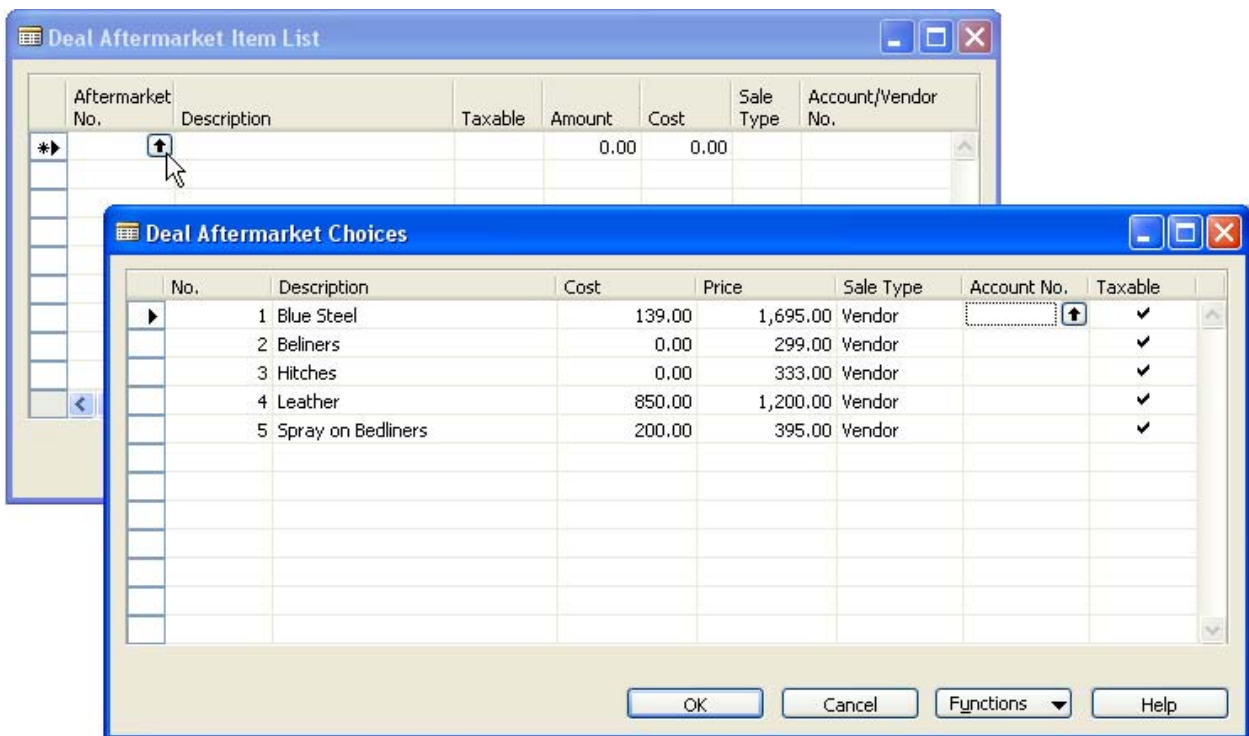 Deal Aftermarket Item List
Aftermarket No. Description Taxable Amount Cost Sale Type Account/Vendor No.
0.00 0.00
Deal Aftermarket Choices
No. Description Cost Price Sale Type Account No. Taxable
1 Blue Steel 139.00 1,695.00 Vendor
2 Beliners 0.00 299.00 Vendor
3 Hitches 0.00 333.00 Vendor
4 Leather 850.00 1,200.00 Vendor
5 Spray on Bedliners 200.00 395.00 Vendor
OK Cancel Functions Help